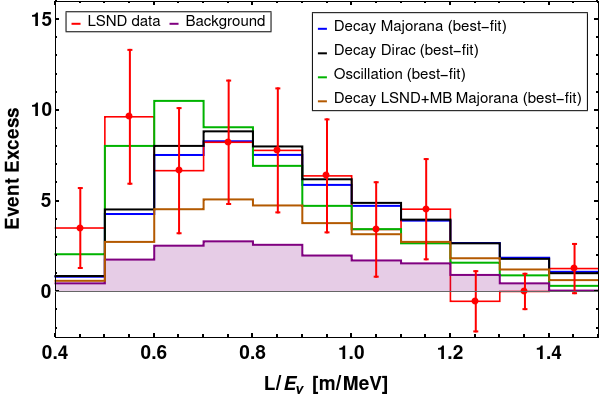 LSND data Background
Decay Majorana (best-fit)
Decay Dirac (best-fit)
Oscillation (best-fit)
Decay LSND+MB Majorana (best-fit)
Event Excess
15
10
5
0
0.4 0.6 0.8 1.0 1.2 1.4
L/Eν [m/MeV]